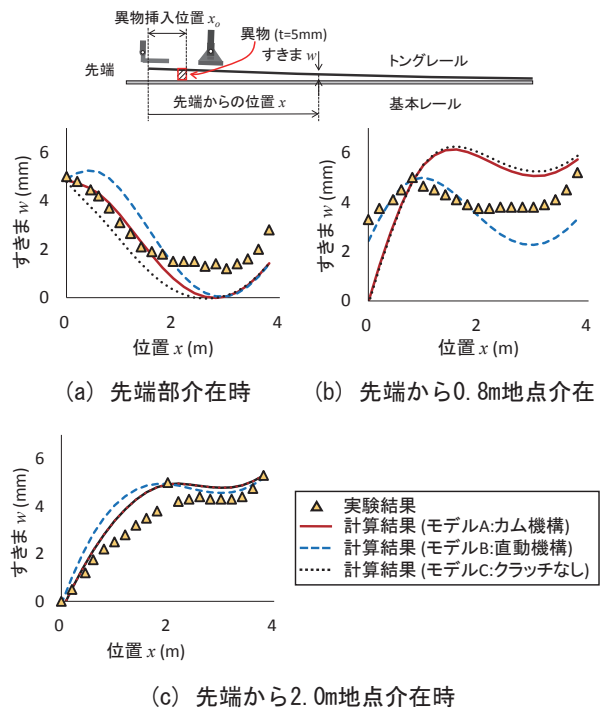 異物挿入位置 xo
異物 (t=5mm)
すきま w
先端
トングレール
先端からの位置 x
基本レール
すきま w (mm)
6
4
2
0
0
2
4
位置 x (m)
(a) 先端部介在時
すきま w (mm)
6
4
2
0
0
2
4
位置 x (m)
(b) 先端から0.8m地点介在
すきま w (mm)
6
4
2
0
0
2
4
位置 x (m)
実験結果
計算結果 (モデルA:カム機構)
計算結果 (モデルB:直動機構)
計算結果 (モデルC:クラッチなし)
(c) 先端から2.0m地点介在時